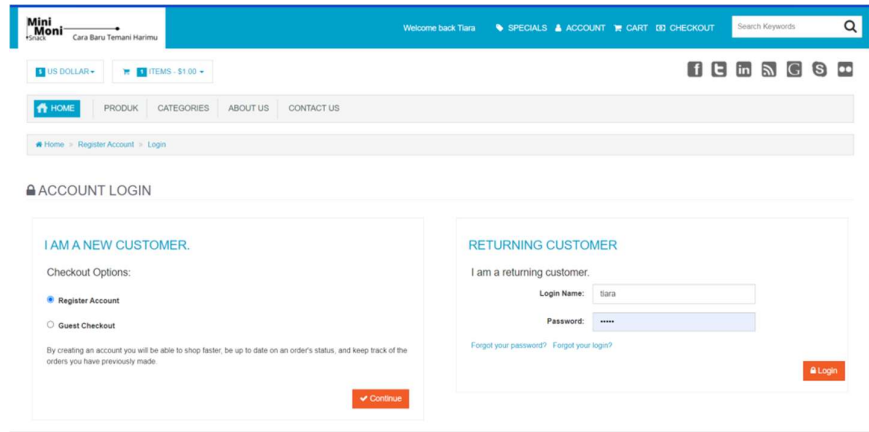 Mini
Moni
Snack
Cara Baru Temani Harimu
Welcome back Tiara SPECIALS ACCOUNT CART CHECKOUT Search Keywords
$ US DOLLAR 1 ITEMS - $1.00
HOME PRODUK CATEGORIES ABOUT US CONTACT US
Home » Register Account » Login
ACCOUNT LOGIN
I AM A NEW CUSTOMER.
Checkout Options:
Register Account
Guest Checkout
By creating an account you will be able to shop faster, be up to date on an order's status, and keep track of the
orders you have previously made.
Continue
RETURNING CUSTOMER
I am a returning customer.
Login Name: tiara
Password: •••••
Forgot your password? Forgot your login?
Login